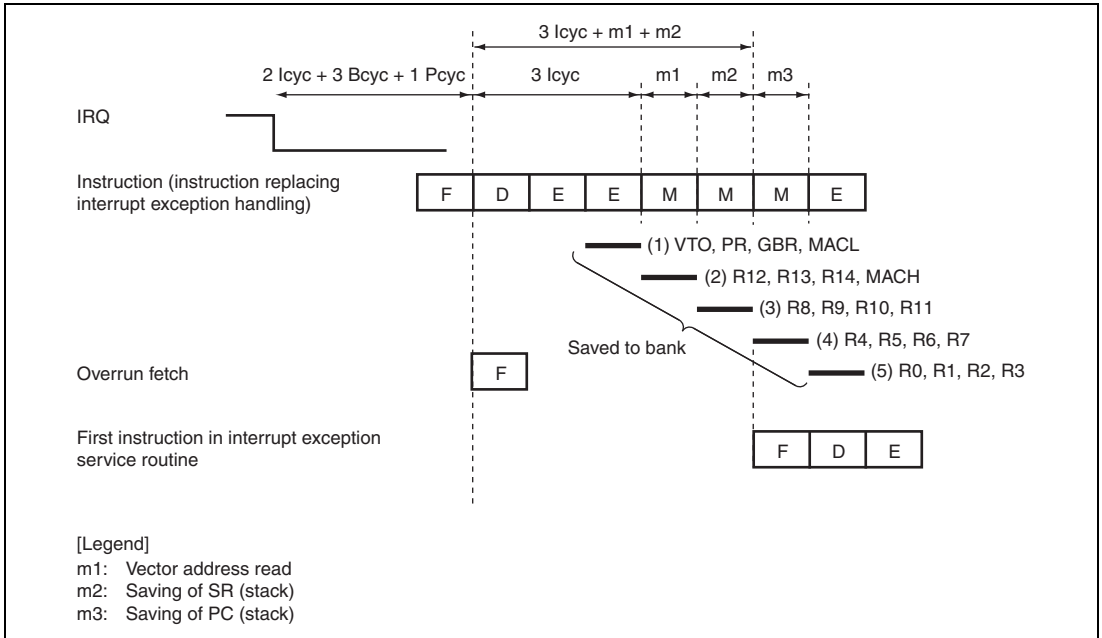 3 Icyc + m1 + m2
2 Icyc + 3 Bcyc + 1 Pcyc 3 Icyc m1 m2 m3
IRQ
Instruction (instruction replacing
interrupt exception handling)
F D E E M M M E
(1) VTO, PR, GBR, MACL
(2) R12, R13, R14, MACH
(3) R8, R9, R10, R11
(4) R4, R5, R6, R7
Saved to bank
(5) R0, R1, R2, R3
Overrun fetch
F
First instruction in interrupt exception
service routine
F D E
[Legend]
m1: Vector address read
m2: Saving of SR (stack)
m3: Saving of PC (stack)